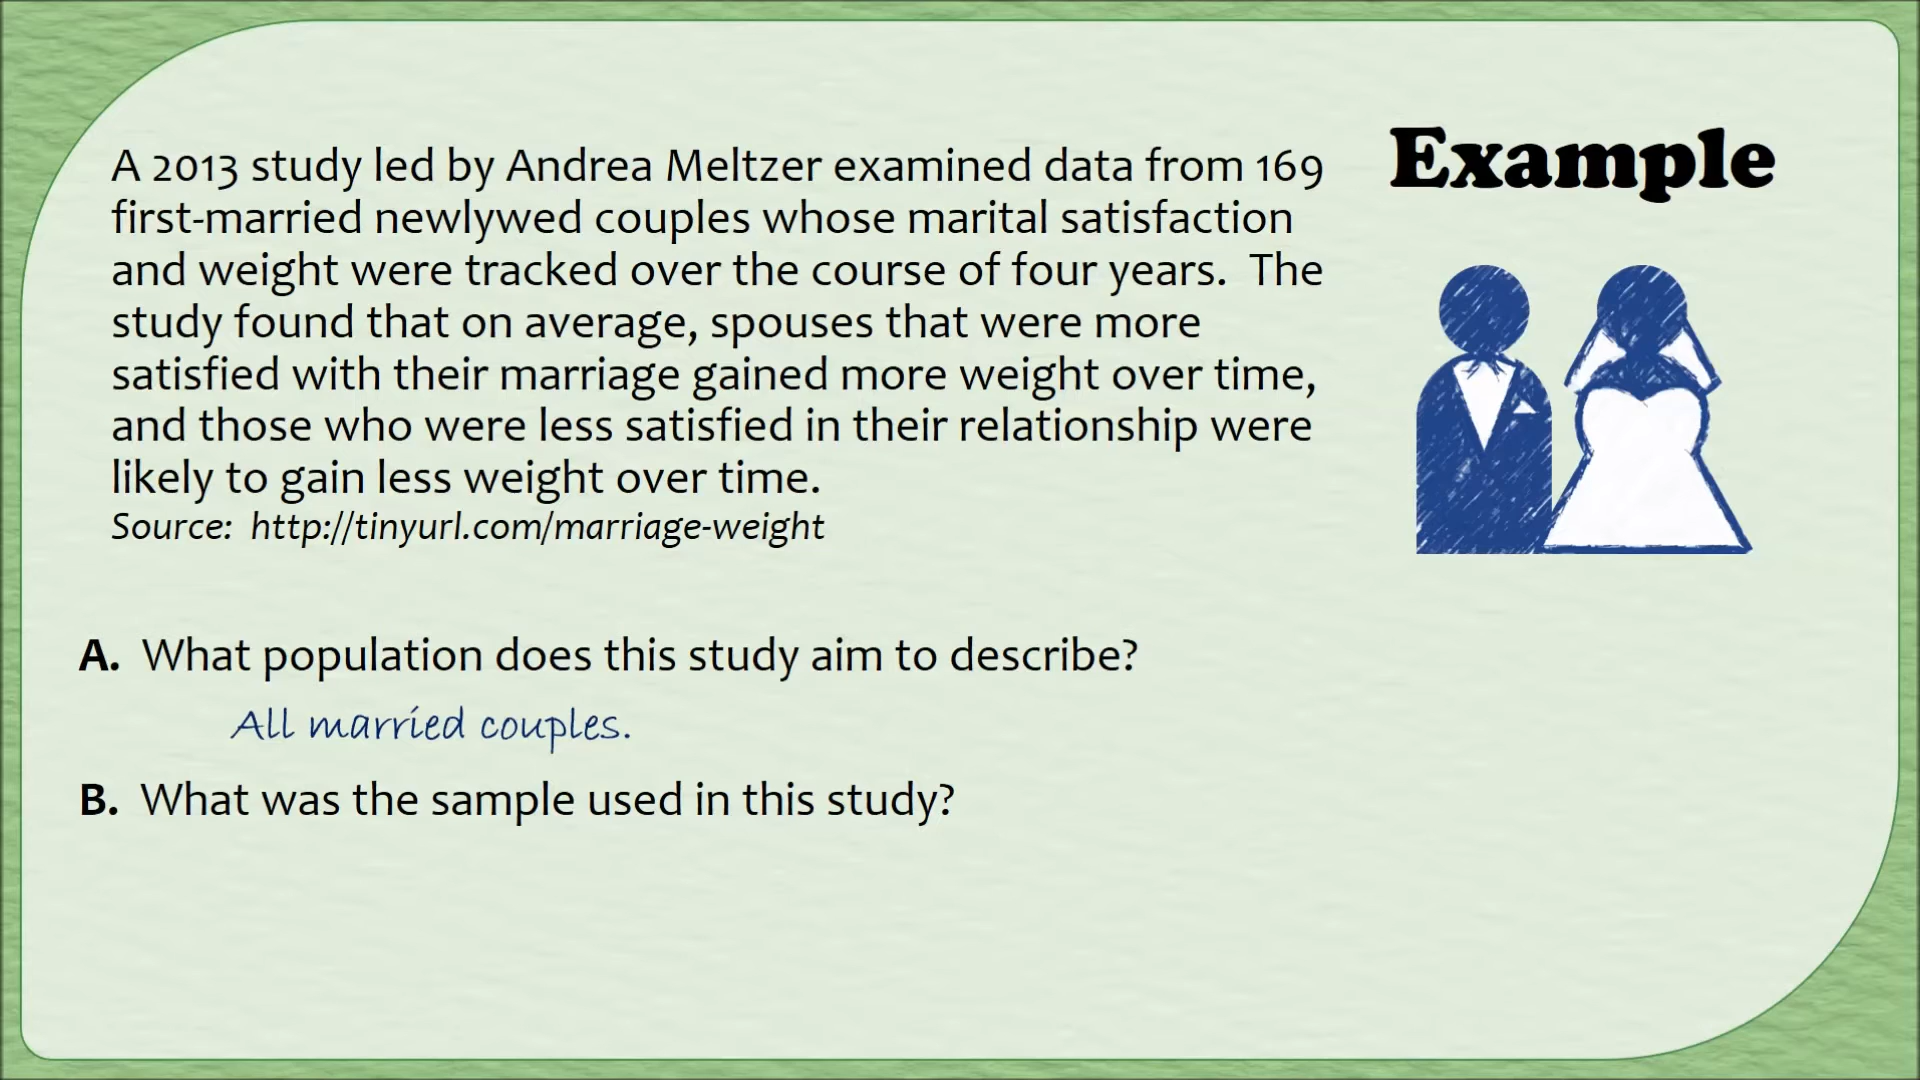 Example
A 2013 study led by Andrea Meltzer examined data from 169
first-married newlywed couples whose marital satisfaction
and weight were tracked over the course of four years.  The
study found that on average, spouses that were more
satisfied with their marriage gained more weight over time,
and those who were less satisfied in their relationship were
likely to gain less weight over time.
Source:  http://tinyurl.com/marriage-weight
A.  What population does this study aim to describe?
All married couples.
B.  What was the sample used in this study?